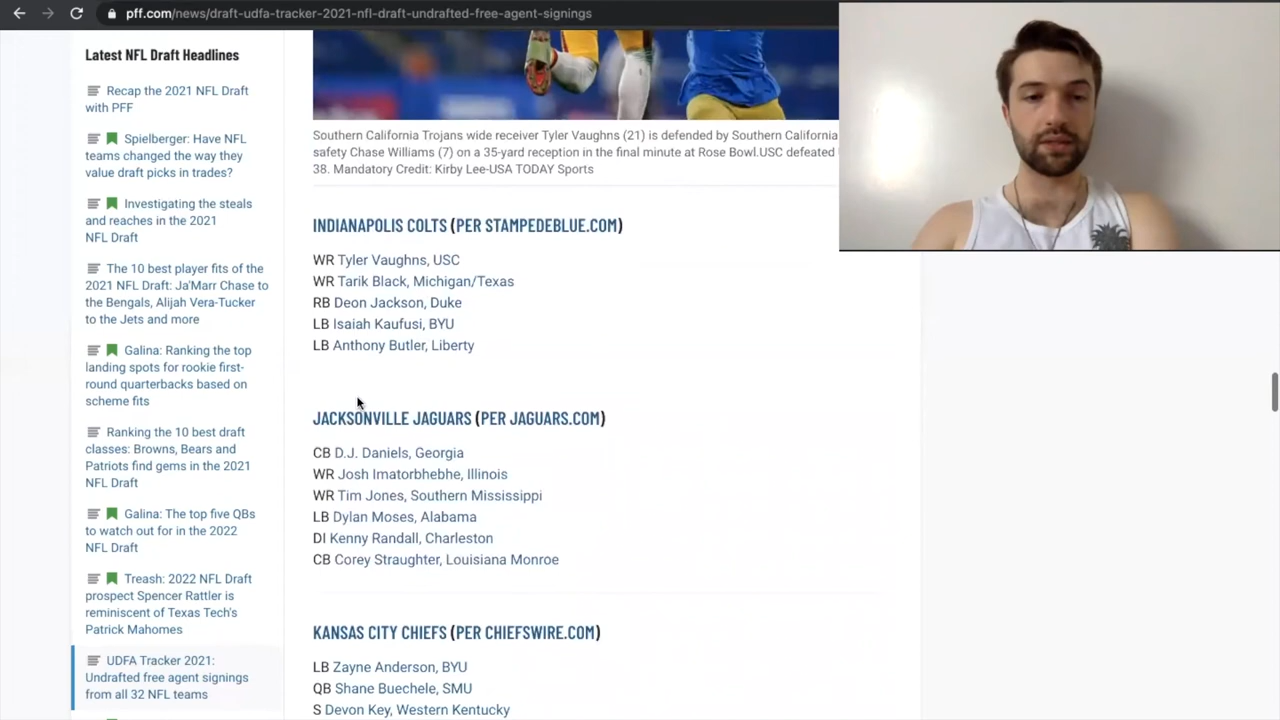 pff.com/news/draft-udfa-tracker-2021-nfl-draft-undrafted-free-agent-signings
Latest NFL Draft Headlines
Recap the 2021 NFL Draft
with PFF
Spielberger: Have NFL
teams changed the way they
value draft picks in trades?
Investigating the steals
and reaches in the 2021
NFL Draft
The 10 best player fits of the
2021 NFL Draft: Ja'Marr Chase to
the Bengals, Alijah Vera-Tucker
to the Jets and more
Galina: Ranking the top
landing spots for rookie first-
round quarterbacks based on
scheme fits
Ranking the 10 best draft
classes: Browns, Bears and
Patriots find gems in the 2021
NFL Draft
Galina: The top five QBs
to watch out for in the 2022
NFL Draft
Treash: 2022 NFL Draft
prospect Spencer Rattler is
reminiscent of Texas Tech's
Patrick Mahomes
UDFA Tracker 2021:
Undrafted free agent signings
from all 32 NFL teams
Southern California Trojans wide receiver Tyler Vaughns (21) is defended by Southern California
safety Chase Williams (7) on a 35-yard reception in the final minute at Rose Bowl.USC defeated
38. Mandatory Credit: Kirby Lee-USA TODAY Sports
INDIANAPOLIS COLTS (PER STAMPEDEBLUE.COM)
WR Tyler Vaughns, USC
WR Tarik Black, Michigan/Texas
RB Deon Jackson, Duke
LB Isaiah Kaufusi, BYU
LB Anthony Butler, Liberty
JACKSONVILLE JAGUARS (PER JAGUARS.COM)
CB D.J. Daniels, Georgia
WR Josh Imatorbhebhe, Illinois
WR Tim Jones, Southern Mississippi
LB Dylan Moses, Alabama
DI Kenny Randall, Charleston
CB Corey Straughter, Louisiana Monroe
KANSAS CITY CHIEFS (PER CHIEFSWIRE.COM)
LB Zayne Anderson, BYU
QB Shane Buechele, SMU
S Devon Key, Western Kentucky